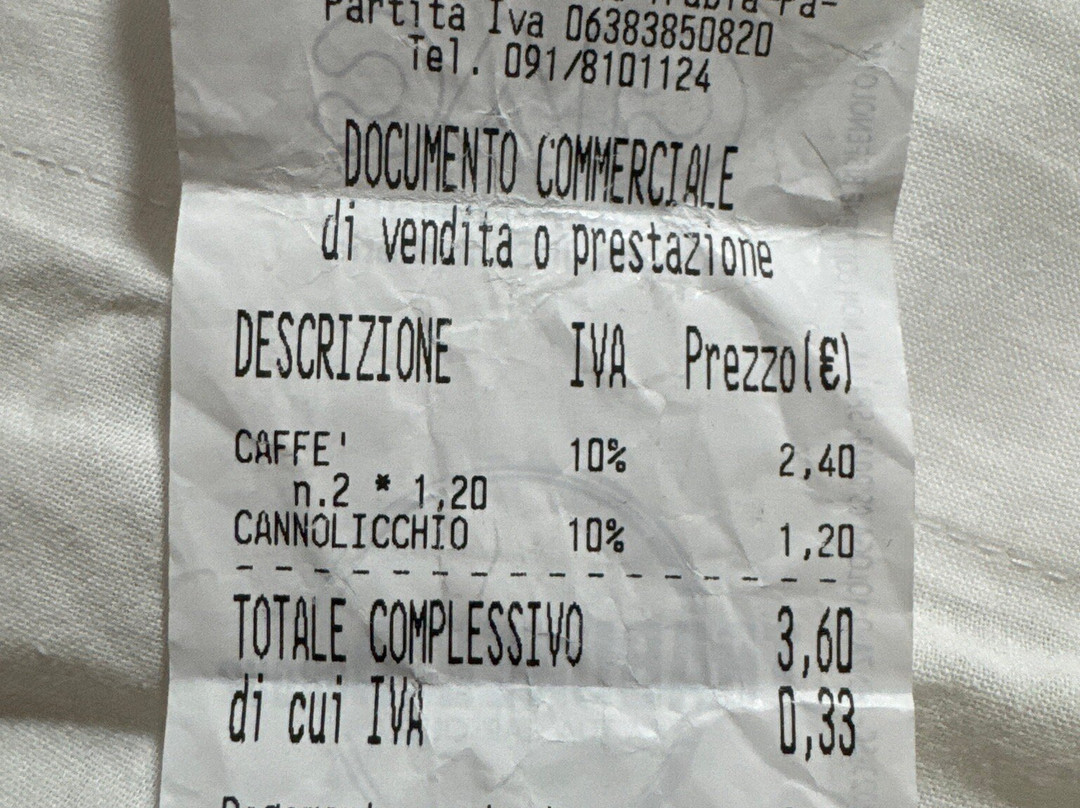 Partita Iva 06383850820
Tel. 091/8101124
DOCUMENTO COMMERCIALE
di vendita o prestazione
DESCRIZIONE IVA Prezzo(€)
CAFFE' 10% 2,40
n.2 * 1,20
CANNOLICCHIO 10% 1,20
TOTALE COMPLESSIVO 3,60
di cui IVA 0,33